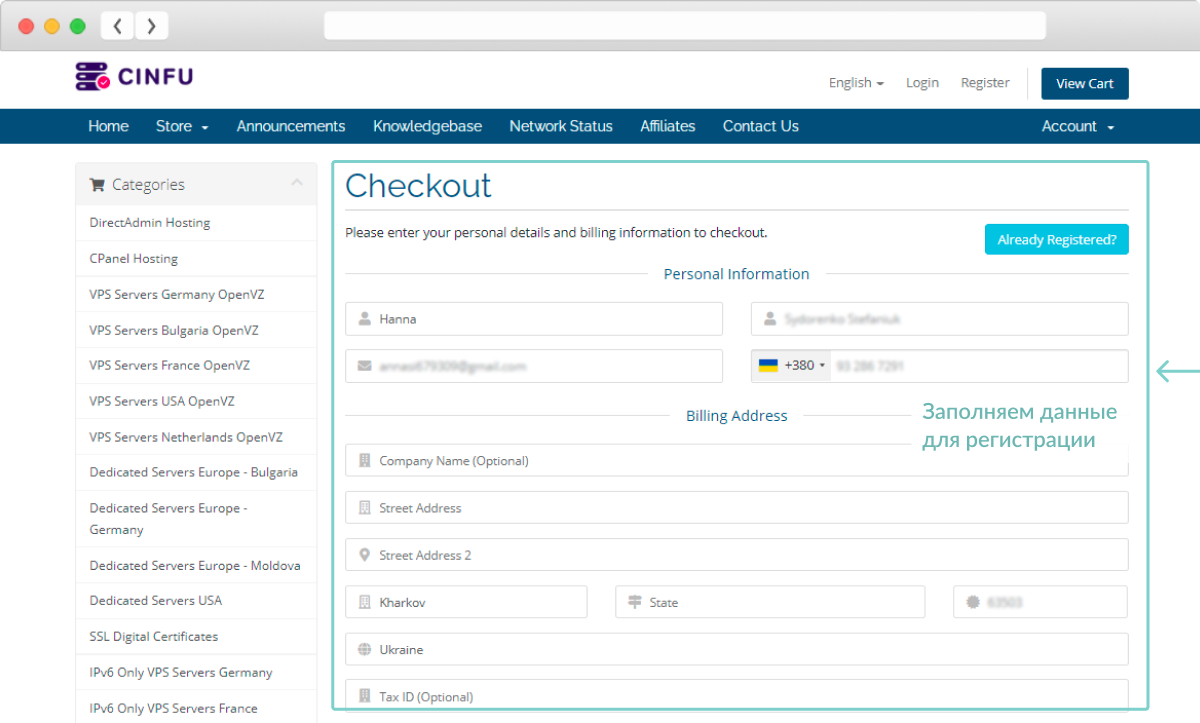 CINFU
English
Login
Register
View Cart
Home
Store
Announcements
Knowledgebase
Network Status
Affiliates
Contact Us
Account
Categories
DirectAdmin Hosting
CPanel Hosting
VPS Servers Germany OpenVZ
VPS Servers Bulgaria OpenVZ
VPS Servers France OpenVZ
VPS Servers USA OpenVZ
VPS Servers Netherlands OpenVZ
Dedicated Servers Europe - Bulgaria
Dedicated Servers Europe -
Germany
Dedicated Servers Europe - Moldova
Dedicated Servers USA
SSL Digital Certificates
IPv6 Only VPS Servers Germany
IPv6 Only VPS Servers France
Checkout
Please enter your personal details and billing information to checkout.
Already Registered?
Personal Information
Hanna
+380
Billing Address
Заполняем данные
для регистрации
Company Name (Optional)
Street Address
Street Address 2
Kharkov
State
Ukraine
Tax ID (Optional)